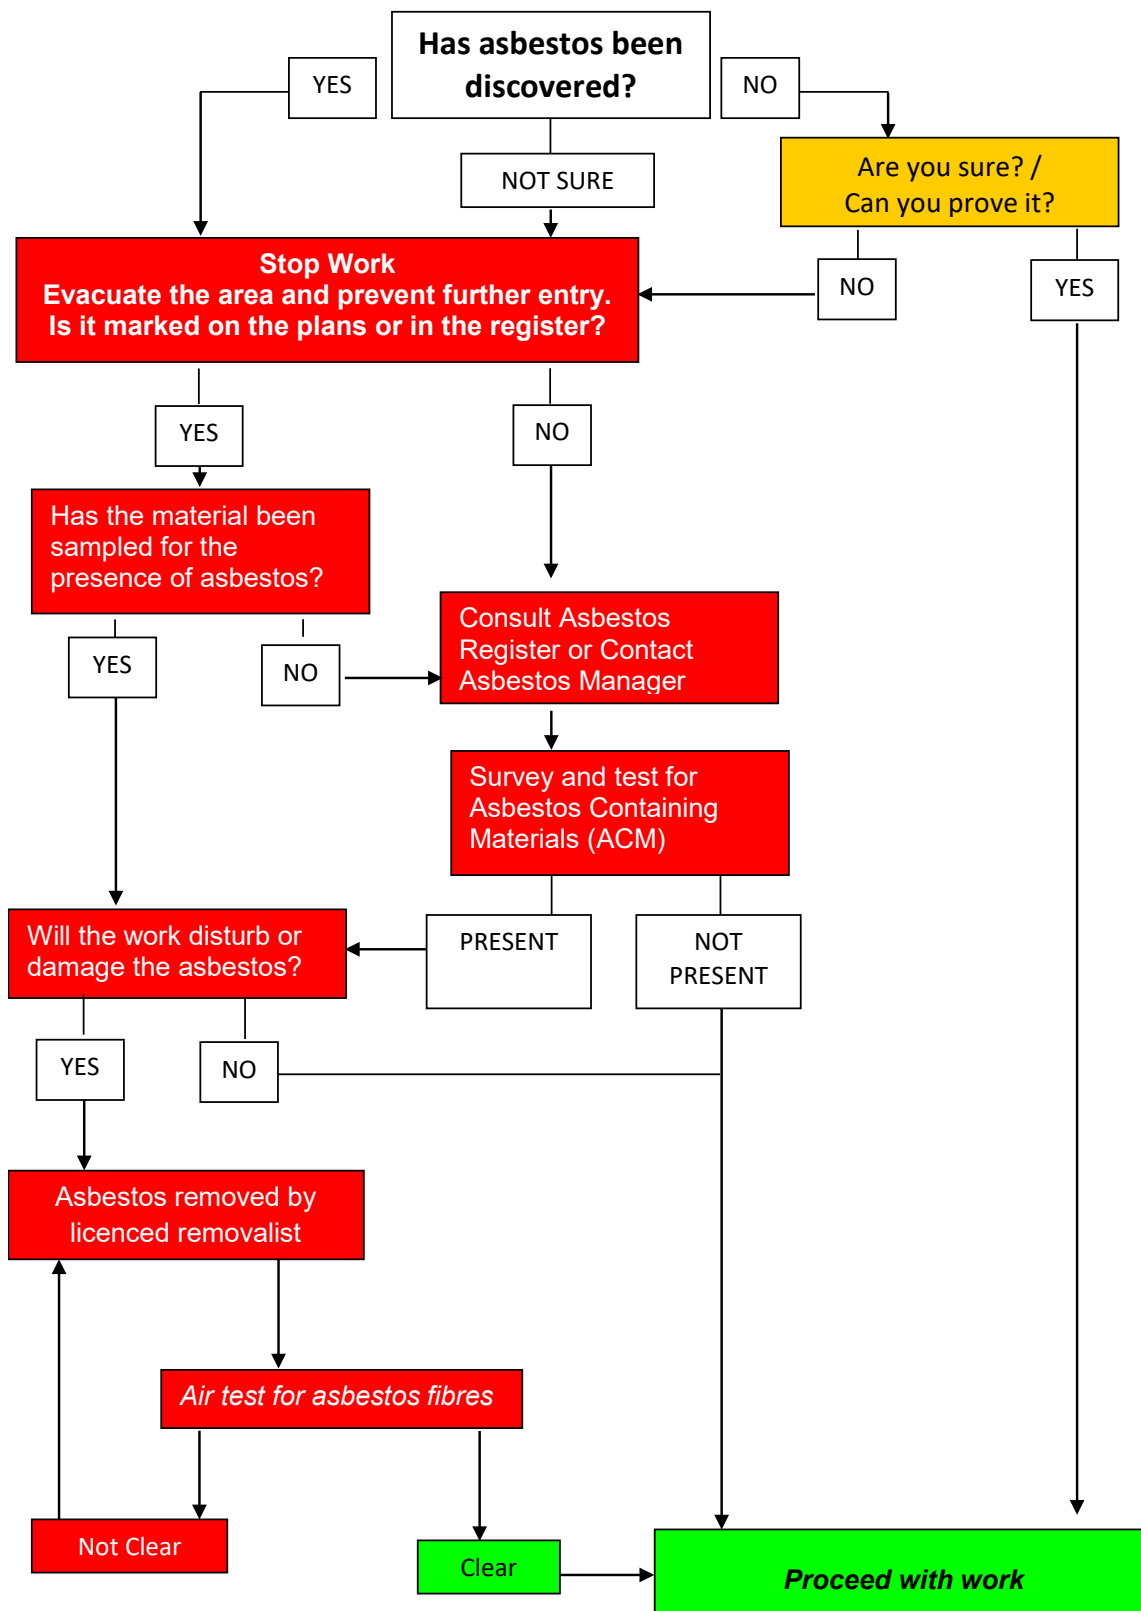 Has asbestos been
discovered?
YES
NO
NOT SURE
Are you sure? /
Can you prove it?
Stop Work
Evacuate the area and prevent further entry.
Is it marked on the plans or in the register?
NO
YES
YES
NO
Has the material been
sampled for the
presence of asbestos?
Consult Asbestos
Register or Contact
Asbestos Manager
YES
NO
Survey and test for
Asbestos Containing
Materials (ACM)
Will the work disturb or
damage the asbestos?
PRESENT
NOT
PRESENT
YES
NO
Asbestos removed by
licenced removalist
Air test for asbestos fibres
Not Clear
Clear
Proceed with work